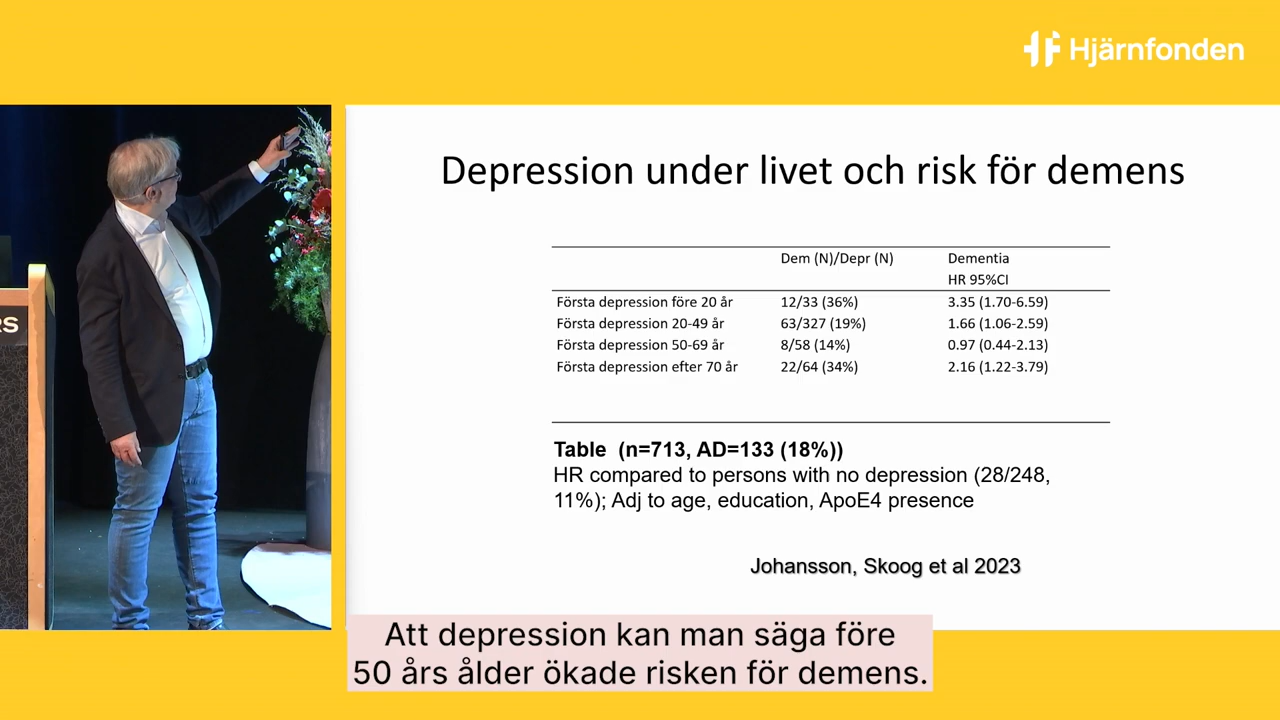 Hjärnfonden
Depression under livet och risk för demens
Dem (N)/Depr (N) Dementia
HR 95%CI
Första depression före 20 år 12/33 (36%) 3.35 (1.70-6.59)
Första depression 20-49 år 63/327 (19%) 1.66 (1.06-2.59)
Första depression 50-69 år 8/58 (14%) 0.97 (0.44-2.13)
Första depression efter 70 år 22/64 (34%) 2.16 (1.22-3.79)
Table (n=713, AD=133 (18%))
HR compared to persons with no depression (28/248,
11%); Adj to age, education, ApoE4 presence
Johansson, Skoog et al 2023
RS
Att depression kan man säga före
50 års ålder ökade risken för demens.